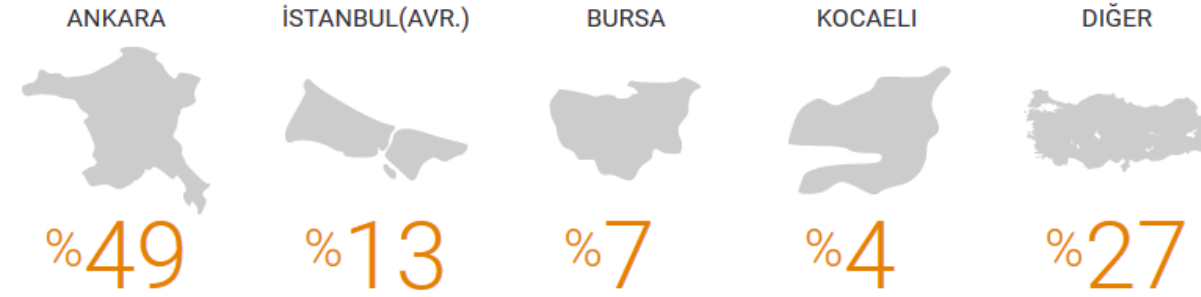 ANKARA İSTANBUL(AVR.) BURSA KOCAELI DIĞER
%49 %13 %7 %4 %27